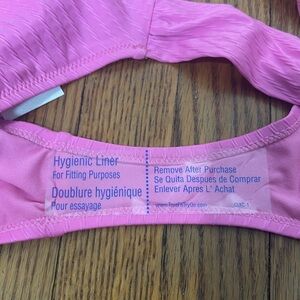 Hygienic Liner
For Fitting Purposes
Doublure hygiénique
Pour essayage
Remove After Purchase
Se Quita Despues de Comprar
Enlever Après L' Achat